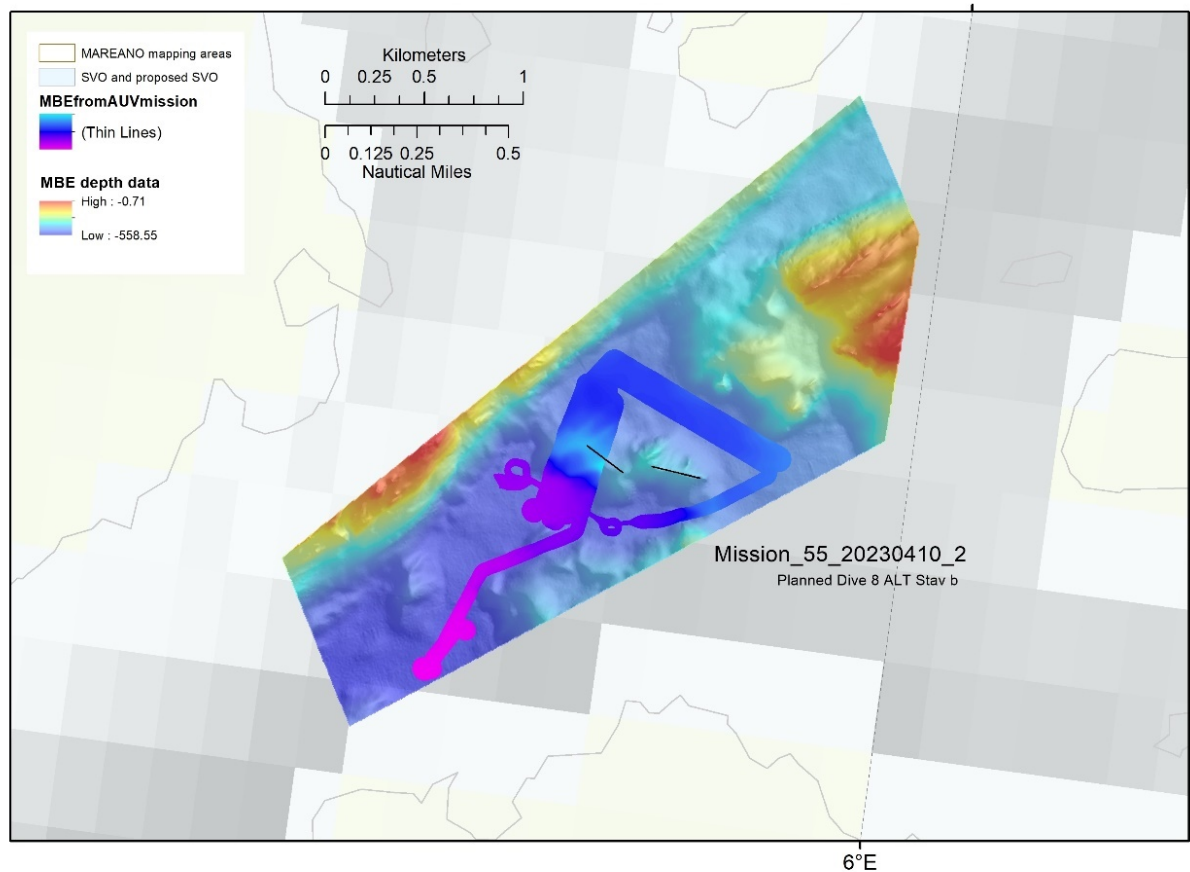 MAREANO mapping areas
SVO and proposed SVO
MBEfromAUVmission
(Thin Lines)
MBE depth data
High : -0.71
Low : -558.55
Kilometers
0 0.25 0.5 1
0 0.125 0.25 0.5
Nautical Miles
Mission_55_20230410_2
Planned Dive 8 ALT Stav b
6°E